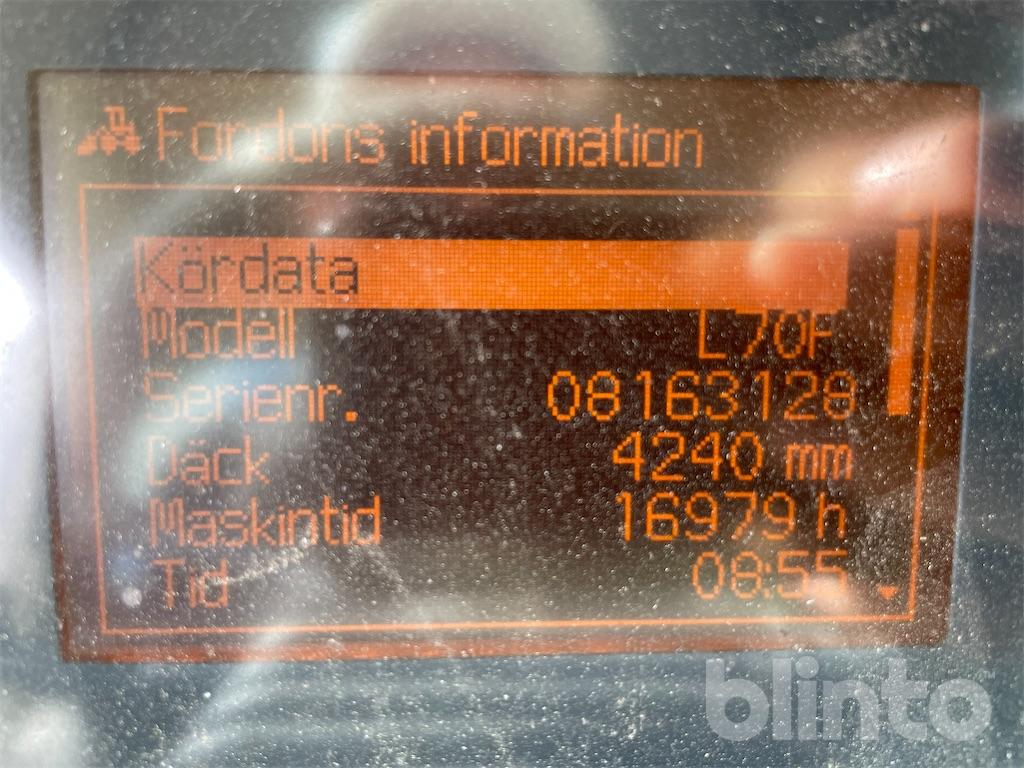 Fordons information
Kördata
Modell L70F
Serienr. 08163128
Däck 4240 mm
Maskintid 16979 h
Tid 08:55
blinto